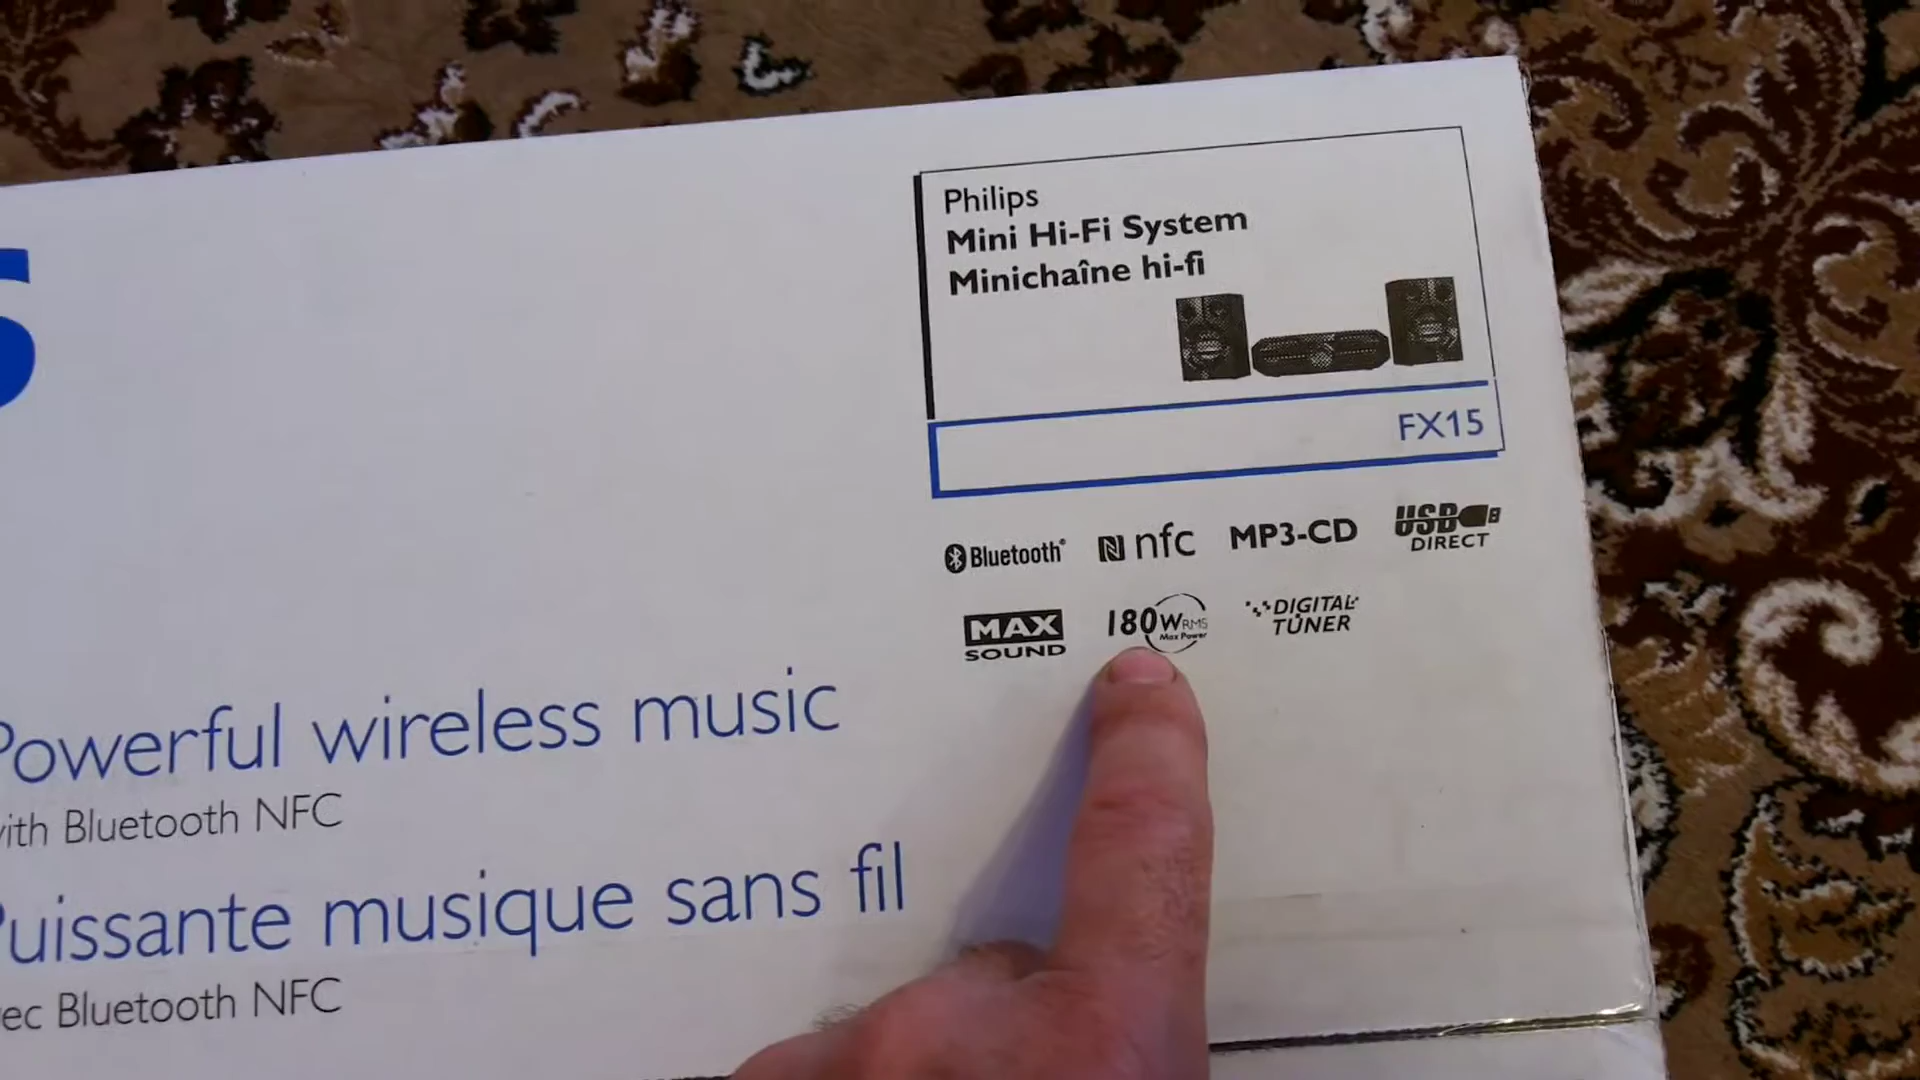 Philips
Mini Hi-Fi System
Minichaîne hi-fi
FX15
Bluetooth®
nfc
MP3-CD
USB
DIRECT
MAX
SOUND
180W RMS
Max Power
DIGITAL
TUNER
S
Powerful wireless music
with Bluetooth NFC
Puissante musique sans fil
ec Bluetooth NFC